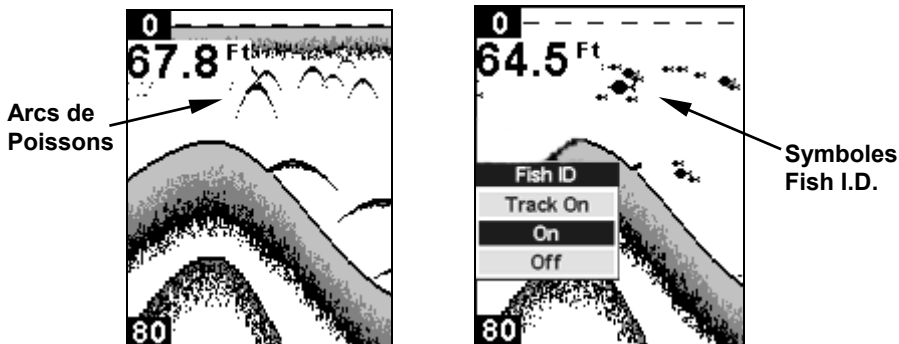 0
67.8 Ft
Arcs de
Poissons
80
0
64.5 Ft
Fish ID
Track On
On
Off
80
Symboles
Fish I.D.